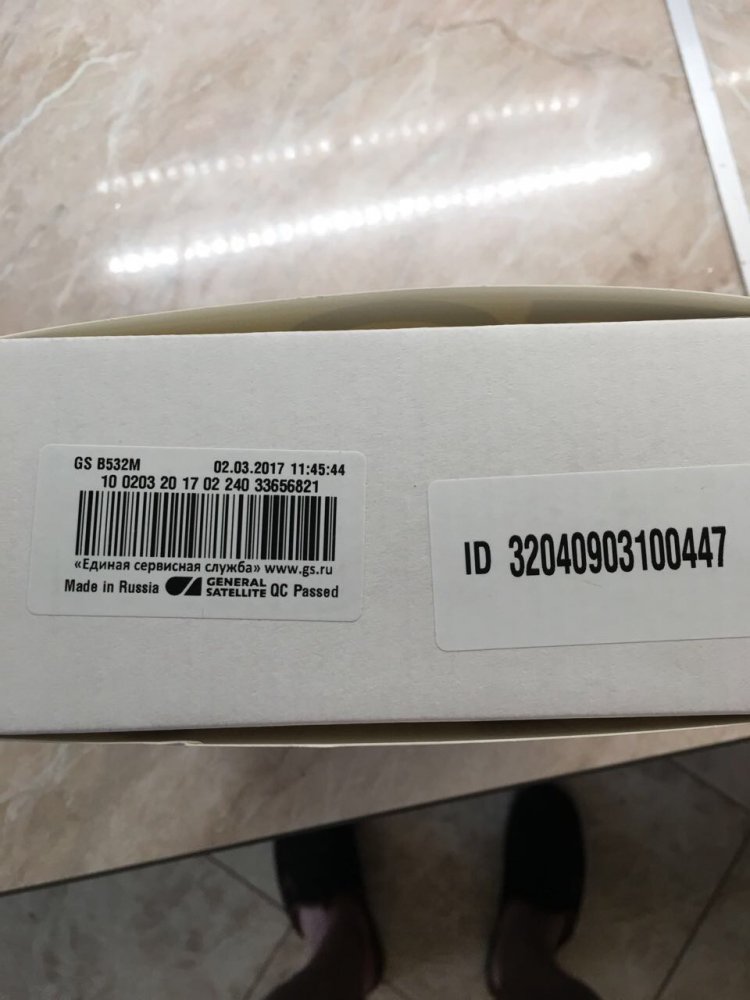 GS B532M 02.03.2017 11:45:44
10 0203 20 17 02 240 33656821
«Единая сервисная служба» www.gs.ru
Made in Russia GENERAL SATELLITE QC Passed
ID 32040903100447